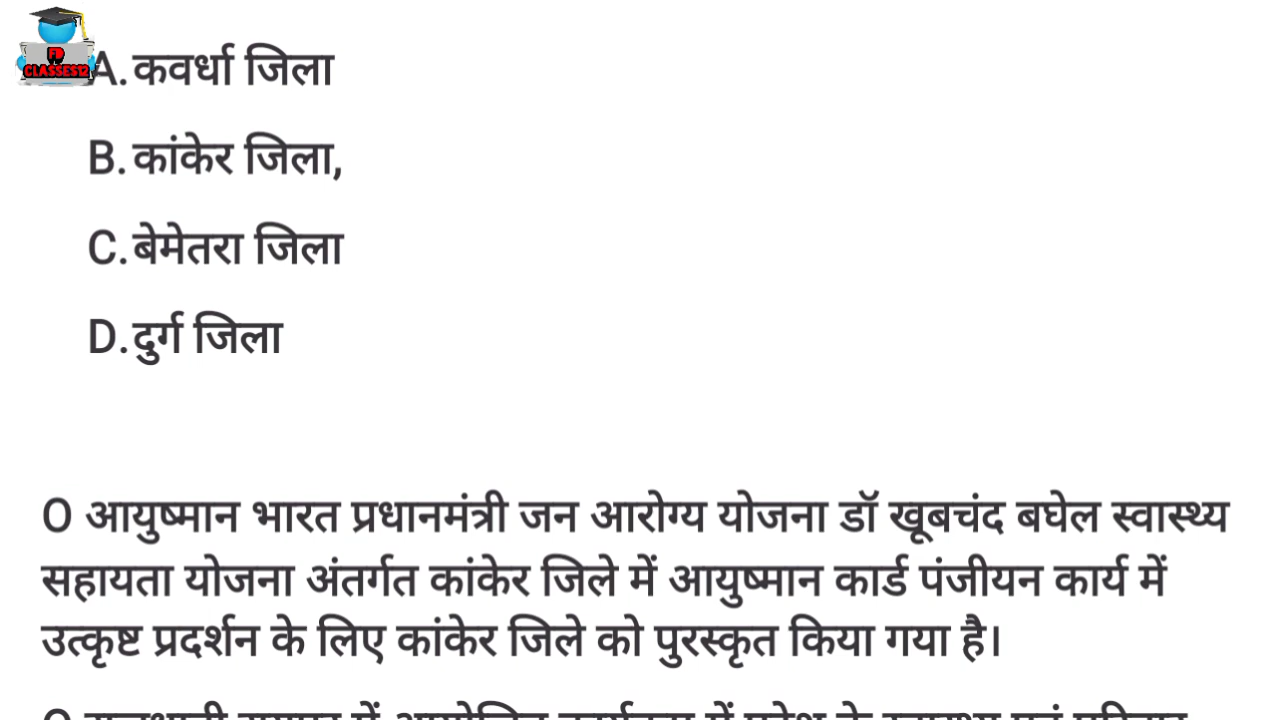 FD
CLASSES12
A. कवर्धा जिला
B. कांकेर जिला,
C. बेमेतरा जिला
D. दुर्ग जिला
O आयुष्मान भारत प्रधानमंत्री जन आरोग्य योजना डॉ खूबचंद बघेल स्वास्थ्य
सहायता योजना अंतर्गत कांकेर जिले में आयुष्मान कार्ड पंजीयन कार्य में
उत्कृष्ट प्रदर्शन के लिए कांकेर जिले को पुरस्कृत किया गया है।